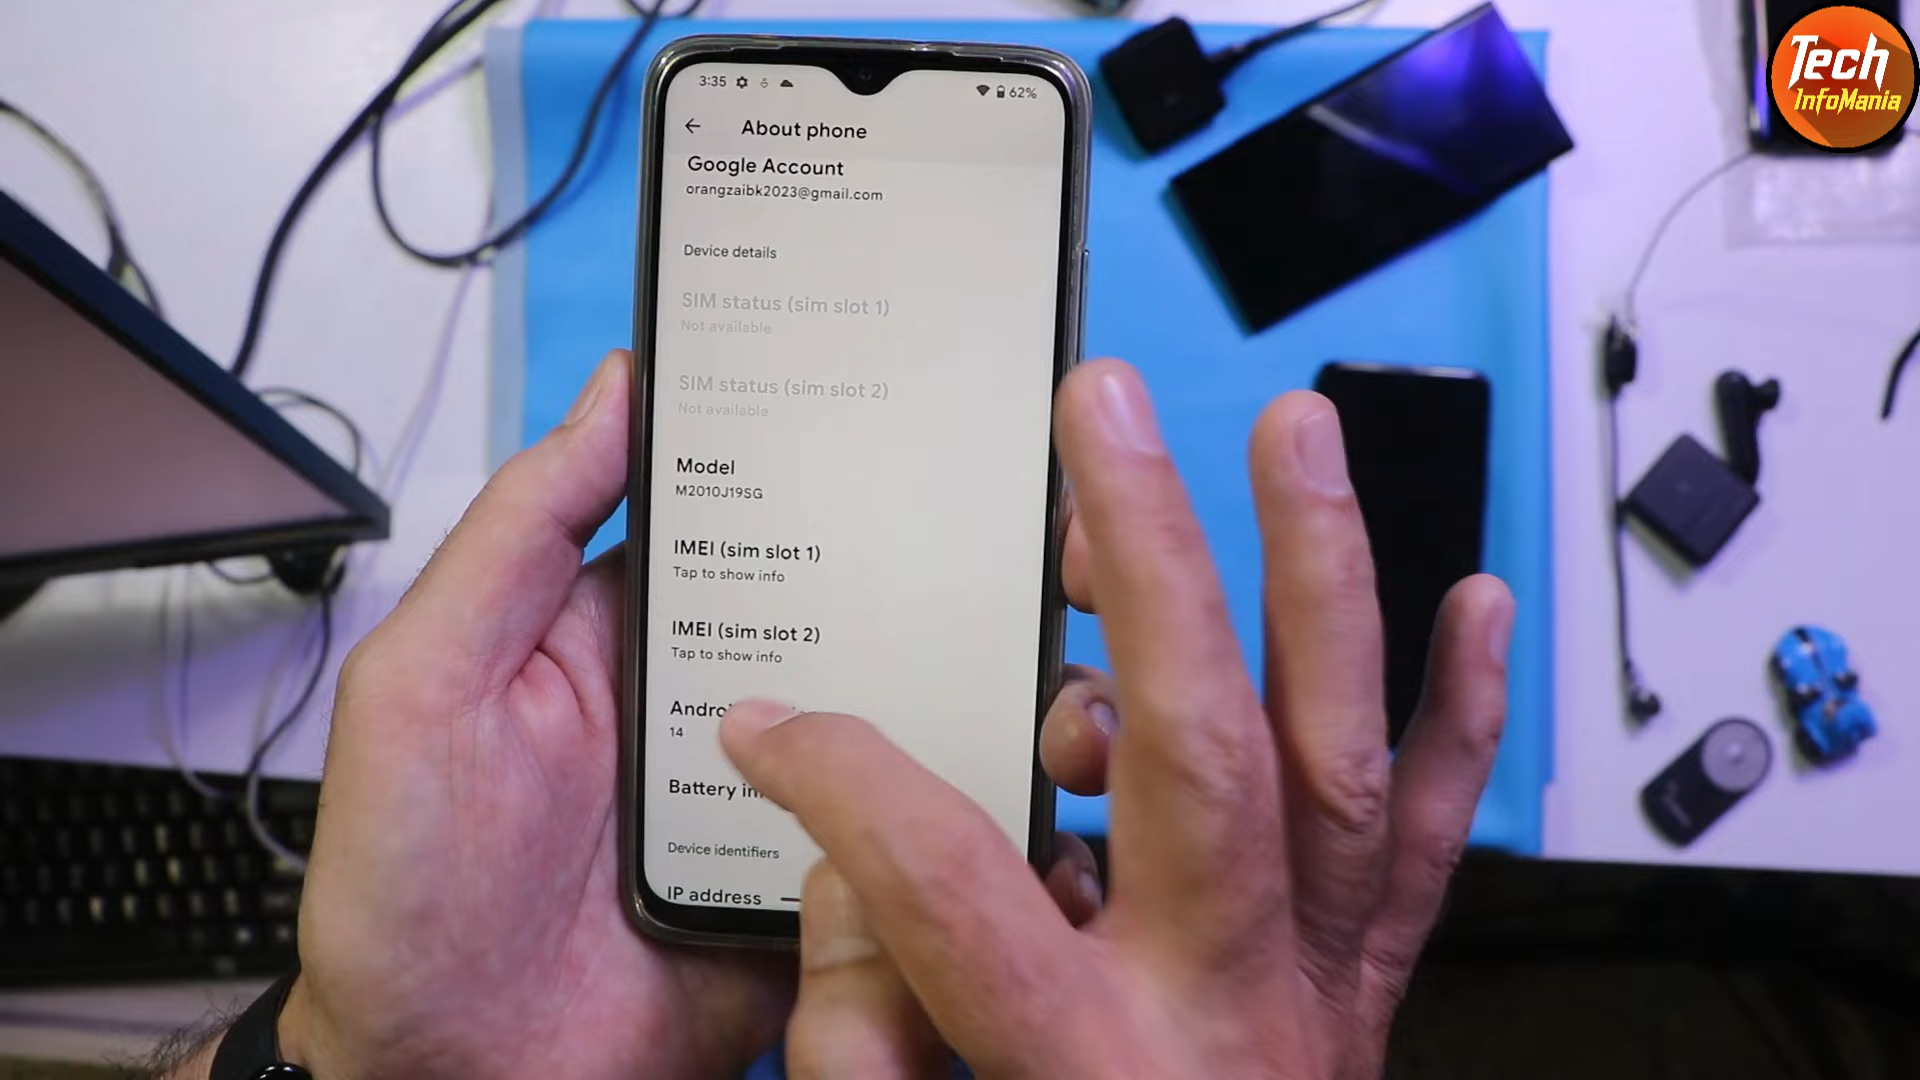 Tech
InfoMania
3:35
62%
About phone
Google Account
orangzaibk2023@gmail.com
Device details
SIM status (sim slot 1)
Not available
SIM status (sim slot 2)
Not available
Model
M2010J19SG
IMEI (sim slot 1)
Tap to show info
IMEI (sim slot 2)
Tap to show info
14
Battery
Device identifiers
IP address